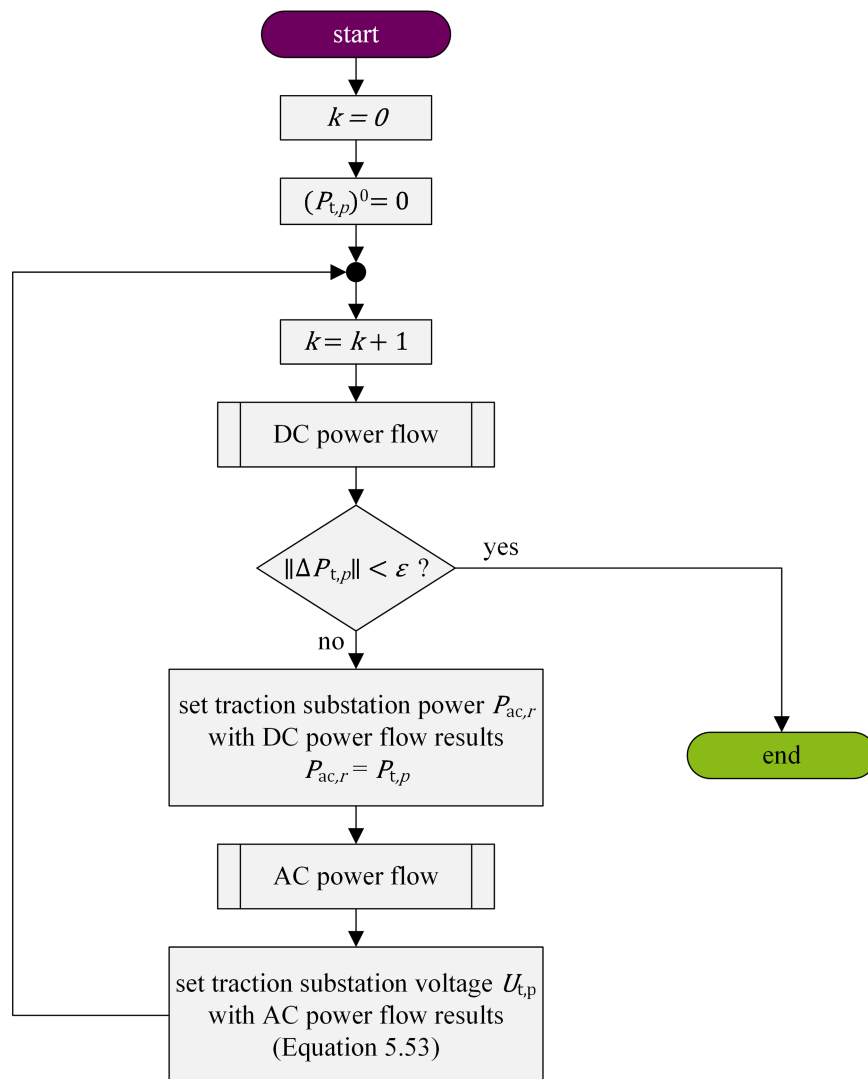 start
k = 0
(Pt,p)⁰ = 0
k = k + 1
DC power flow
yes
‖ΔPt,p‖ < ε ?
no
set traction substation power Pac,r
with DC power flow results
Pac,r = Pt,p
end
AC power flow
set traction substation voltage Ut,p
with AC power flow results
(Equation 5.53)